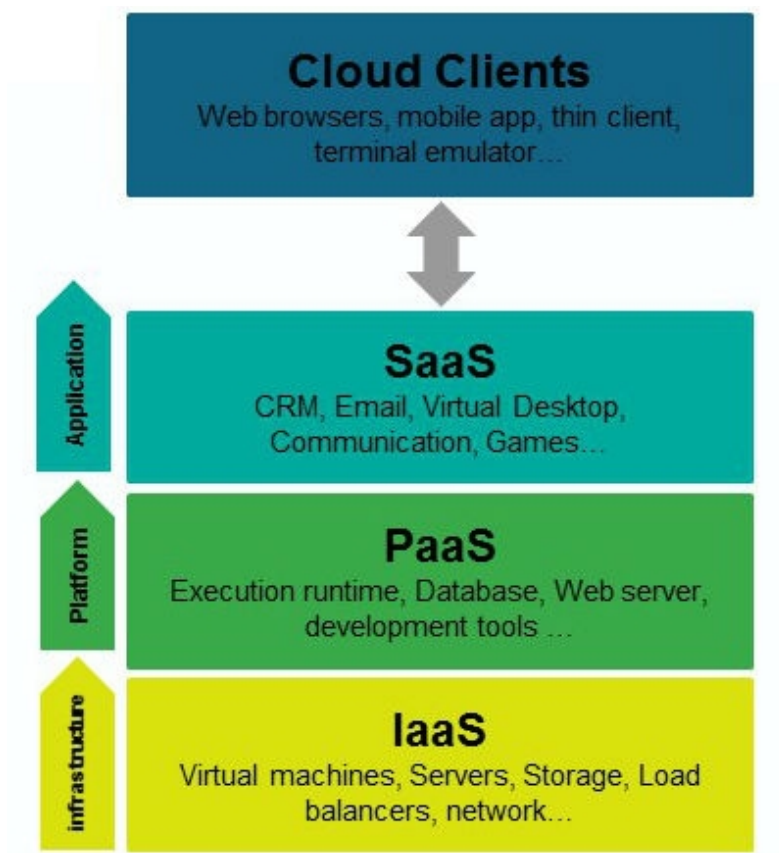 Cloud Clients
Web browsers, mobile app, thin client,
terminal emulator…
Application
SaaS
CRM, Email, Virtual Desktop,
Communication, Games…
Platform
PaaS
Execution runtime, Database, Web server,
development tools …
infrastructure
IaaS
Virtual machines, Servers, Storage, Load
balancers, network…